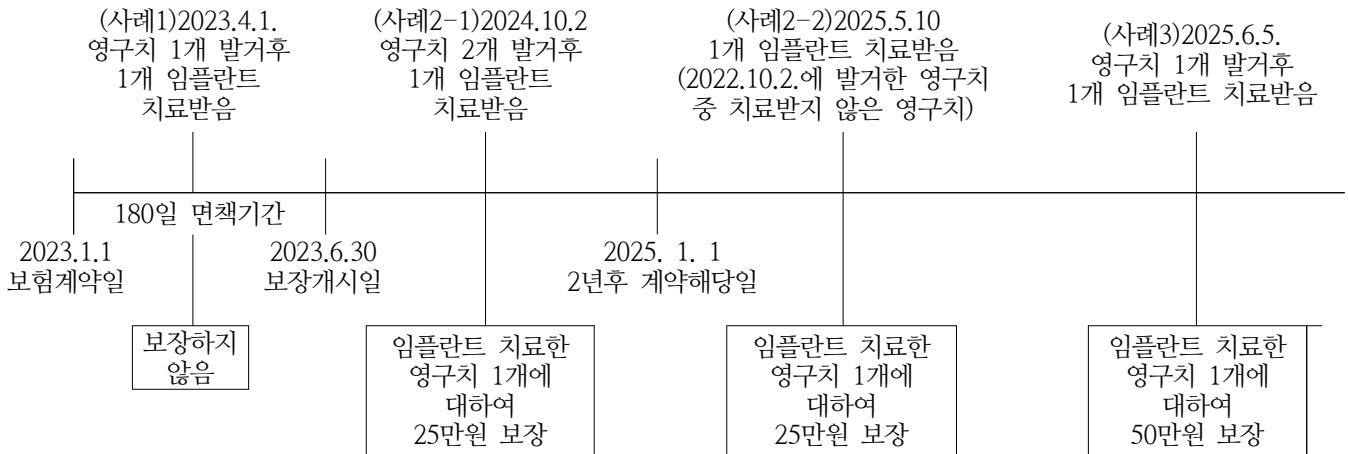 (사례1)2023.4.1.
영구치 1개 발거후
1개 임플란트
치료받음
(사례2-1)2024.10.2
영구치 2개 발거후
1개 임플란트
치료받음
(사례2-2)2025.5.10
1개 임플란트 치료받음
(2022.10.2.에 발거한 영구치
중 치료받지 않은 영구치)
(사례3)2025.6.5.
영구치 1개 발거후
1개 임플란트 치료받음
180일 면책기간
2023.1.1
보험계약일
2023.6.30
보장개시일
2025. 1. 1
2년후 계약해당일
보장하지
않음
임플란트 치료한
영구치 1개에
대하여
25만원 보장
임플란트 치료한
영구치 1개에
대하여
25만원 보장
임플란트 치료한
영구치 1개에
대하여
50만원 보장